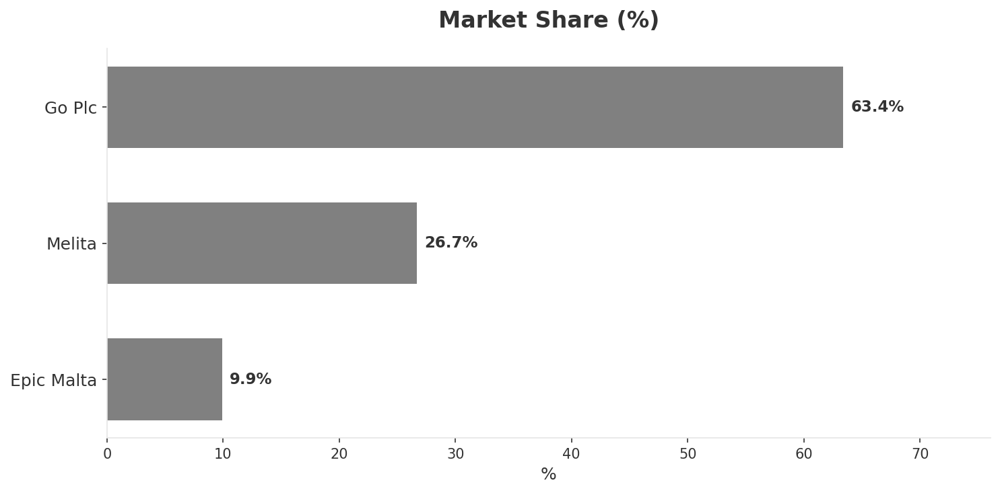 Market Share (%)
Go Plc
63.4%
Melita
26.7%
Epic Malta
9.9%
0 10 20 30 40 50 60 70
%